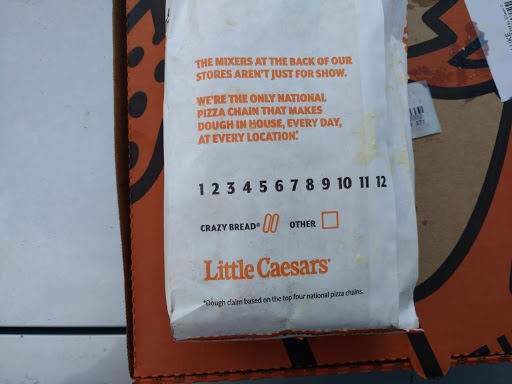 THE MIXERS AT THE BACK OF OUR
STORES AREN'T JUST FOR SHOW.
WE'RE THE ONLY NATIONAL
PIZZA CHAIN THAT MAKES
DOUGH IN HOUSE, EVERY DAY,
AT EVERY LOCATION.*
1 2 3 4 5 6 7 8 9 10 11 12
CRAZY BREAD® OTHER
Little Caesars®
*Dough claim based on the top four national pizza chains.